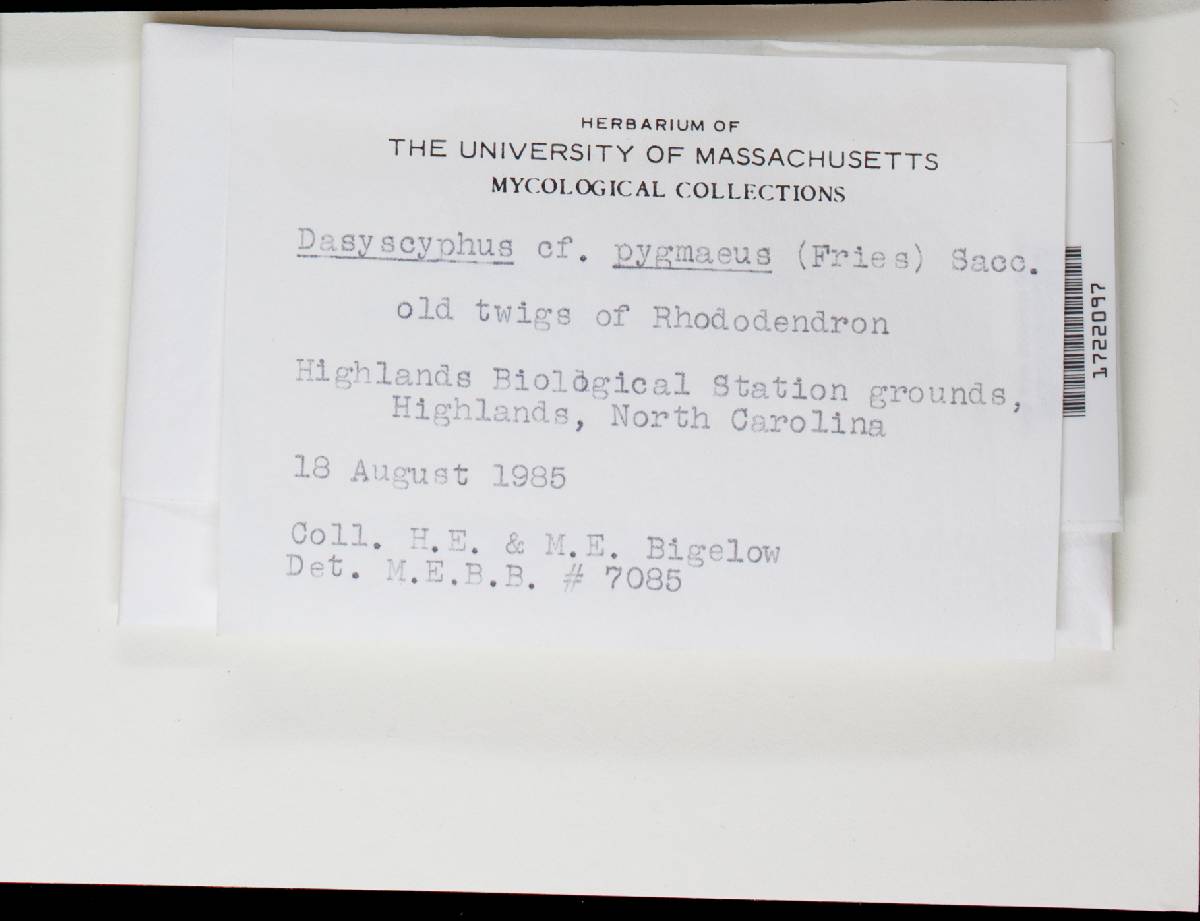 HERBARIUM OF
THE UNIVERSITY OF MASSACHUSETTS
MYCOLOGICAL COLLECTIONS
Dasyscyphus cf. pygmaeus (Fries) Sacc.
old twigs of Rhododendron
Highlands Biological Station grounds,
Highlands, North Carolina
18 August 1985
Coll. H.E. & M.E. Bigelow
Det. M.E.B.B. # 7085
1722097